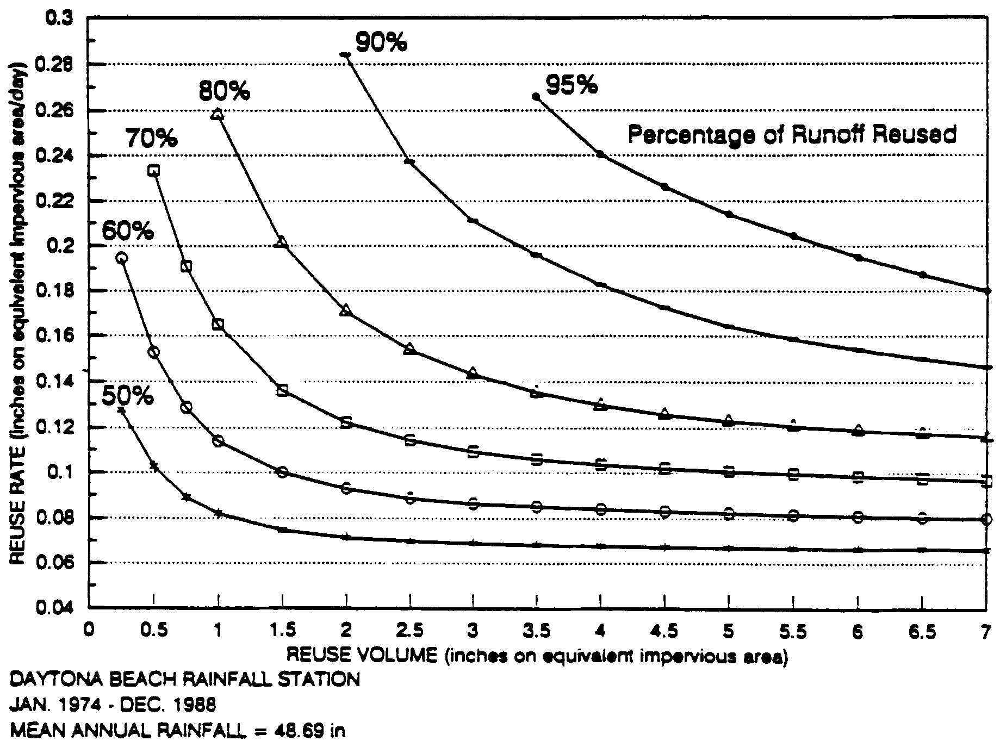 0.3
90%
0.28
80%
95%
0.26
70%
Percentage of Runoff Reused
0.24
0.22
60%
0.2
0.18
0.16
0.14
50%
0.12
0.1
0.08
0.06
0.04
REUSE RATE (inches on equivalent impervious area/day)
0 0.5 1 1.5 2 2.5 3 3.5 4 4.5 5 5.5 6 6.5 7
REUSE VOLUME (inches on equivalent impervious area)
DAYTONA BEACH RAINFALL STATION
JAN. 1974 - DEC. 1988
MEAN ANNUAL RAINFALL = 48.69 in